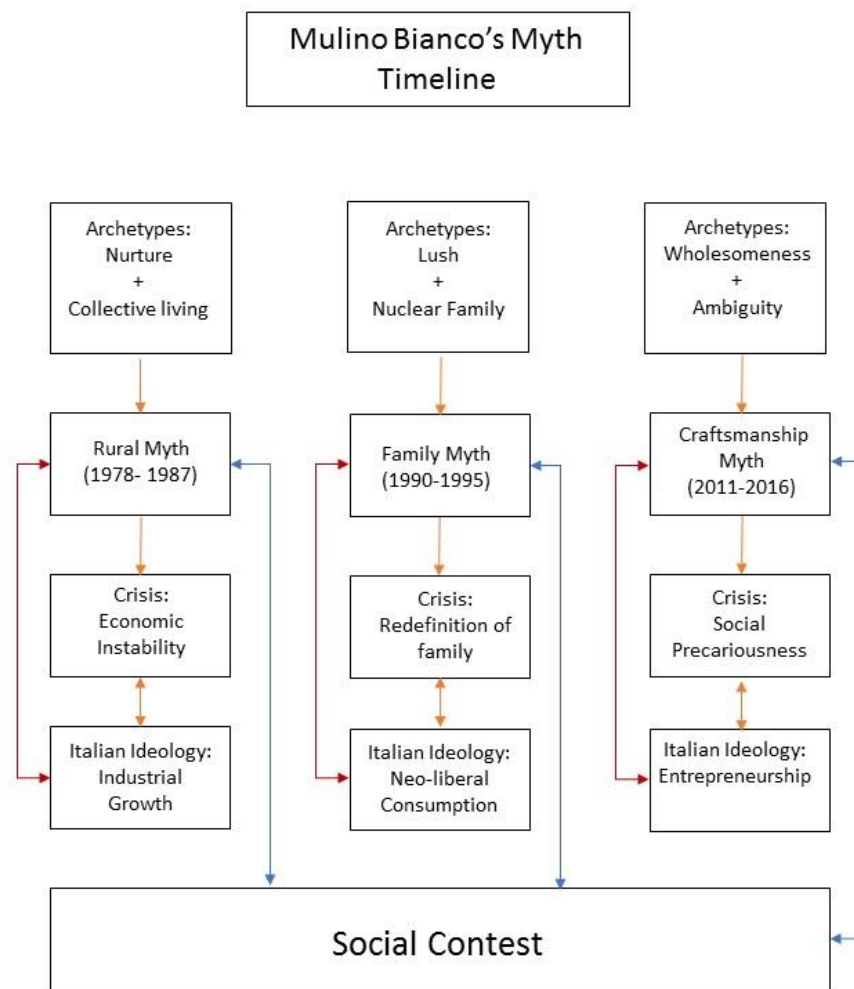 Mulino Bianco's Myth
Timeline
Archetypes:
Nurture
+
Collective living
Archetypes:
Lush
+
Nuclear Family
Archetypes:
Wholesomeness
+
Ambiguity
Rural Myth
(1978- 1987)
Family Myth
(1990-1995)
Craftsmanship
Myth
(2011-2016)
Crisis:
Economic
Instability
Crisis:
Redefinition of
family
Crisis:
Social
Precariousness
Italian Ideology:
Industrial
Growth
Italian Ideology:
Neo-liberal
Consumption
Italian Ideology:
Entrepreneurship
Social Contest